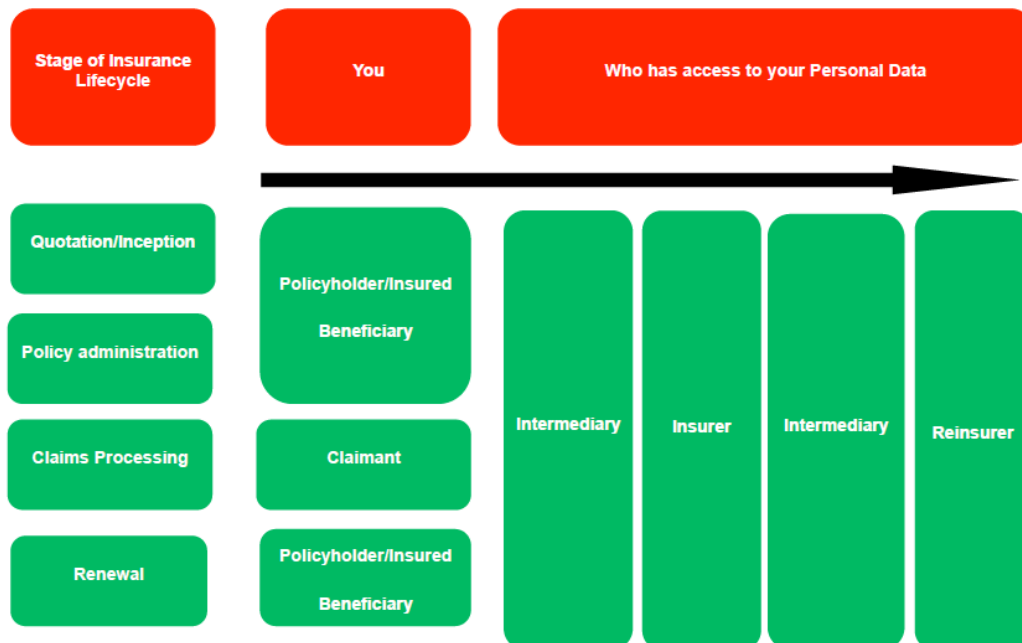 Stage of Insurance
Lifecycle
You
Who has access to your Personal Data
Quotation/Inception
Policy administration
Claims Processing
Renewal
Policyholder/Insured
Beneficiary
Claimant
Policyholder/Insured
Beneficiary
Intermediary
Insurer
Intermediary
Reinsurer